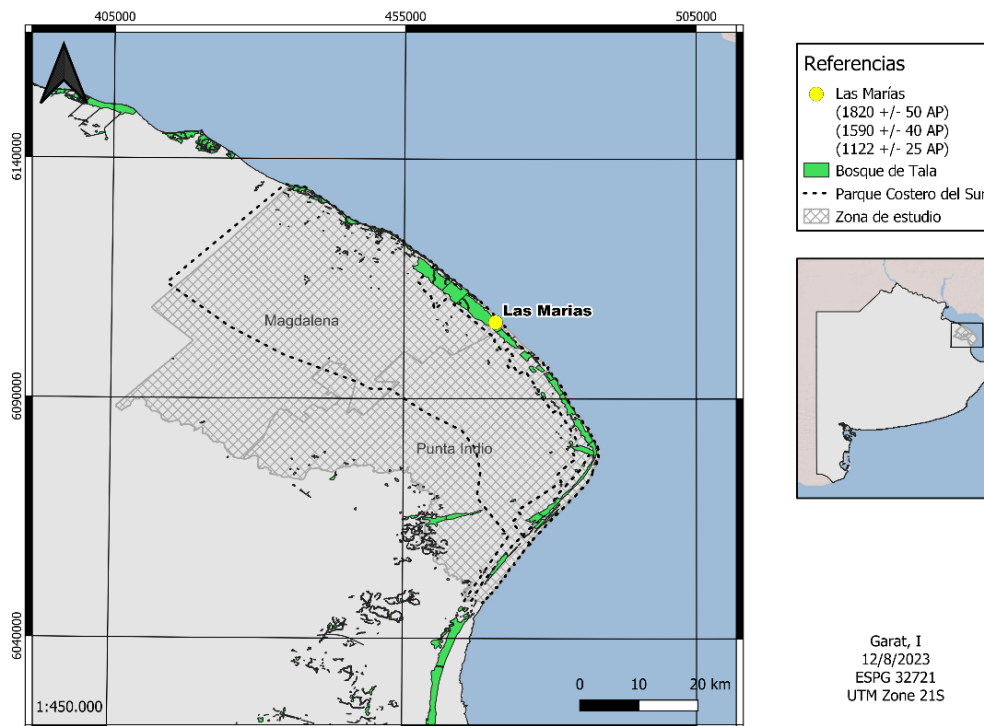 405000
455000
505000
6140000
6090000
6040000
Magdalena
Las Marias
Punta Indio
0 10 20 km
1:450.000
Referencias
Las Marías
(1820 +/- 50 AP)
(1590 +/- 40 AP)
(1122 +/- 25 AP)
Bosque de Tala
Parque Costero del Sur
Zona de estudio
Garat, I
12/8/2023
ESPG 32721
UTM Zone 21S